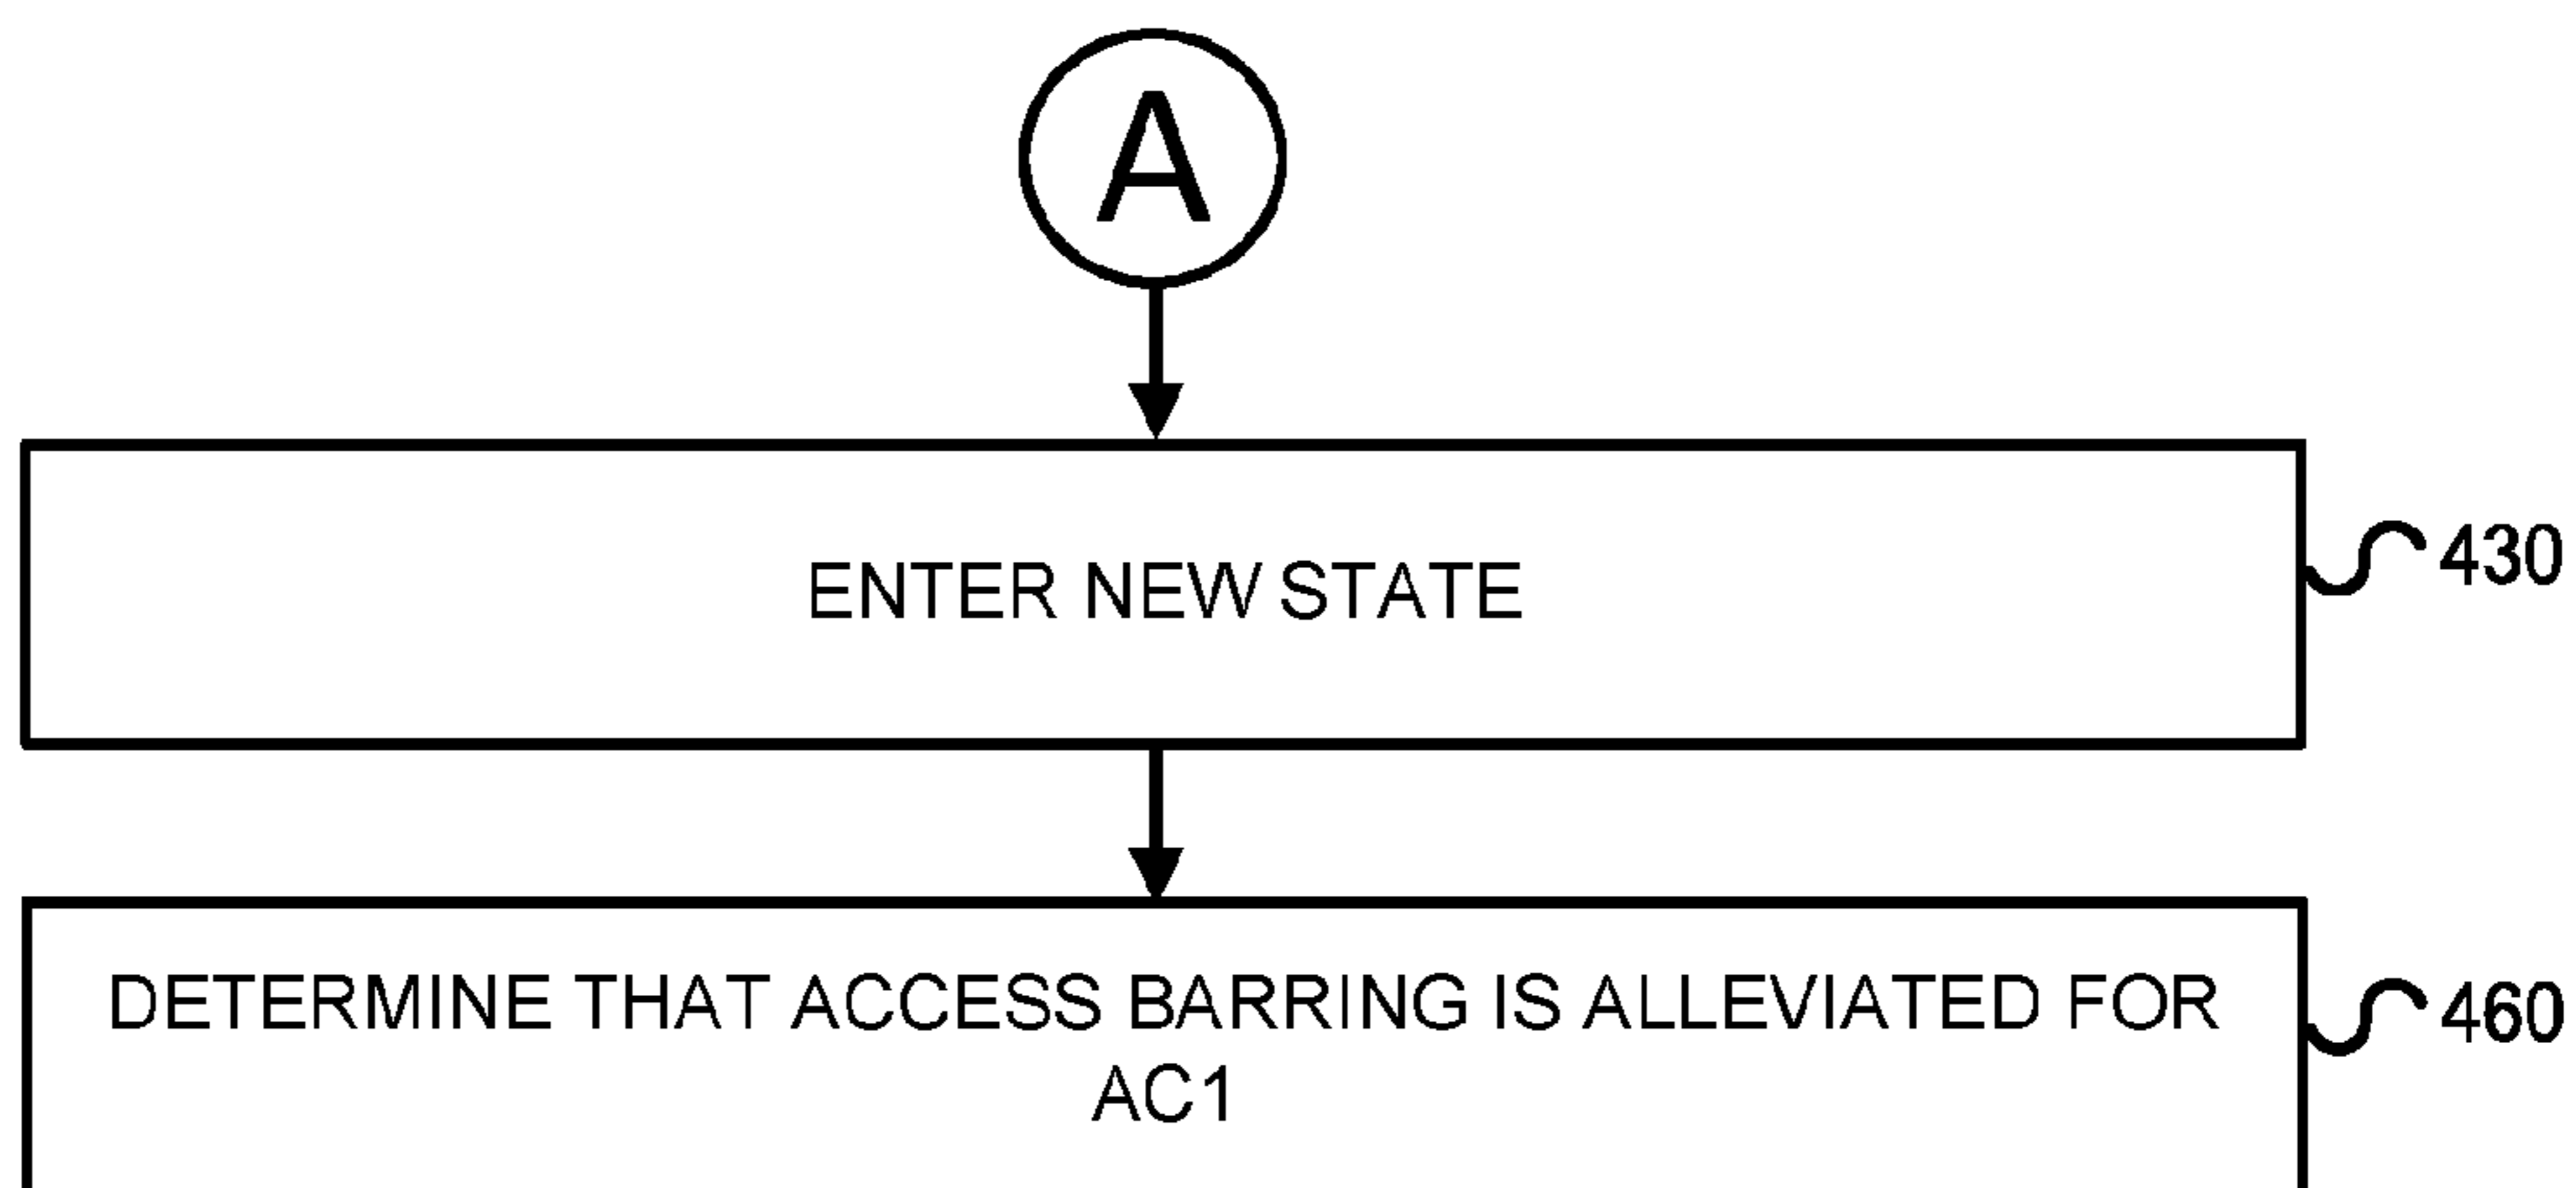 A
ENTER NEW STATE
430
DETERMINE THAT ACCESS BARRING IS ALLEVIATED FOR
AC1
460